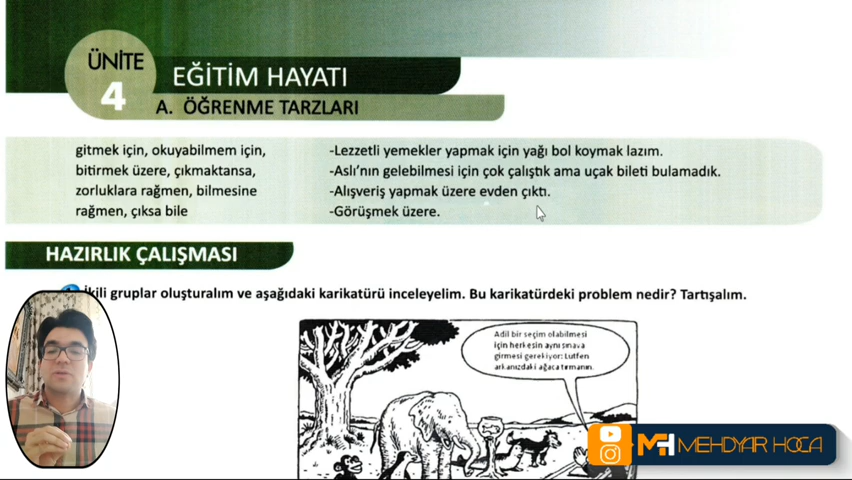 ÜNİTE
4
EĞİTİM HAYATI
A. ÖĞRENME TARZLARI
gitmek için, okuyabilmem için,
bitirmek üzere, çıkmaktansa,
zorluklara rağmen, bilmesine
rağmen, çıksa bile
-Lezzetli yemekler yapmak için yağı bol koymak lazım.
-Aslı’nın gelebilmesi için çok çalıştık ama uçak bileti bulamadık.
-Alışveriş yapmak üzere evden çıktı.
-Görüşmek üzere.
HAZIRLIK ÇALIŞMASI
İkili gruplar oluşturalım ve aşağıdaki karikatürü inceleyelim. Bu karikatürdeki problem nedir? Tartışalım.
Adil bir seçim olabilmesi
için herkesin aynı sınava
girmesi gerekiyor: Lütfen
arkanızdaki ağaca tırmanın.
MEHDYAR HOCA